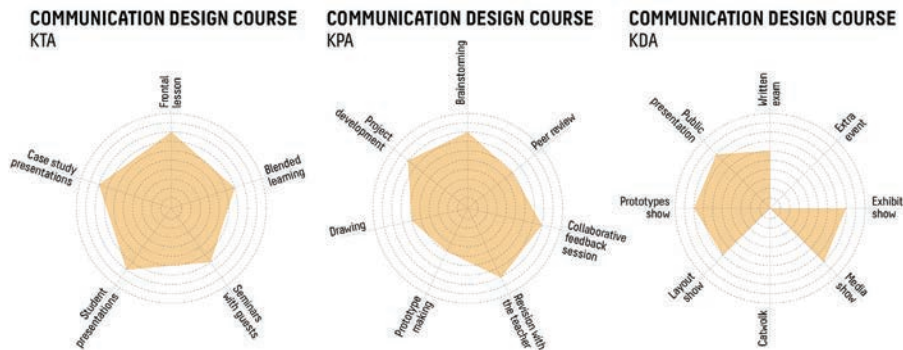 COMMUNICATION DESIGN COURSE
KTA
Frontal
lesson
Blended
learning
Seminars
with guests
Student
presentations
Case study
presentations
COMMUNICATION DESIGN COURSE
KPA
Brainstorming
Peer review
Collaborative
feedback
session
Revision with
the teacher
Prototype
making
Drawing
Project
development
COMMUNICATION DESIGN COURSE
KDA
Written
exam
Extra
event
Exhibit
show
Media
show
Catwolk
Layout
show
Prototypes
show
Public
presentation